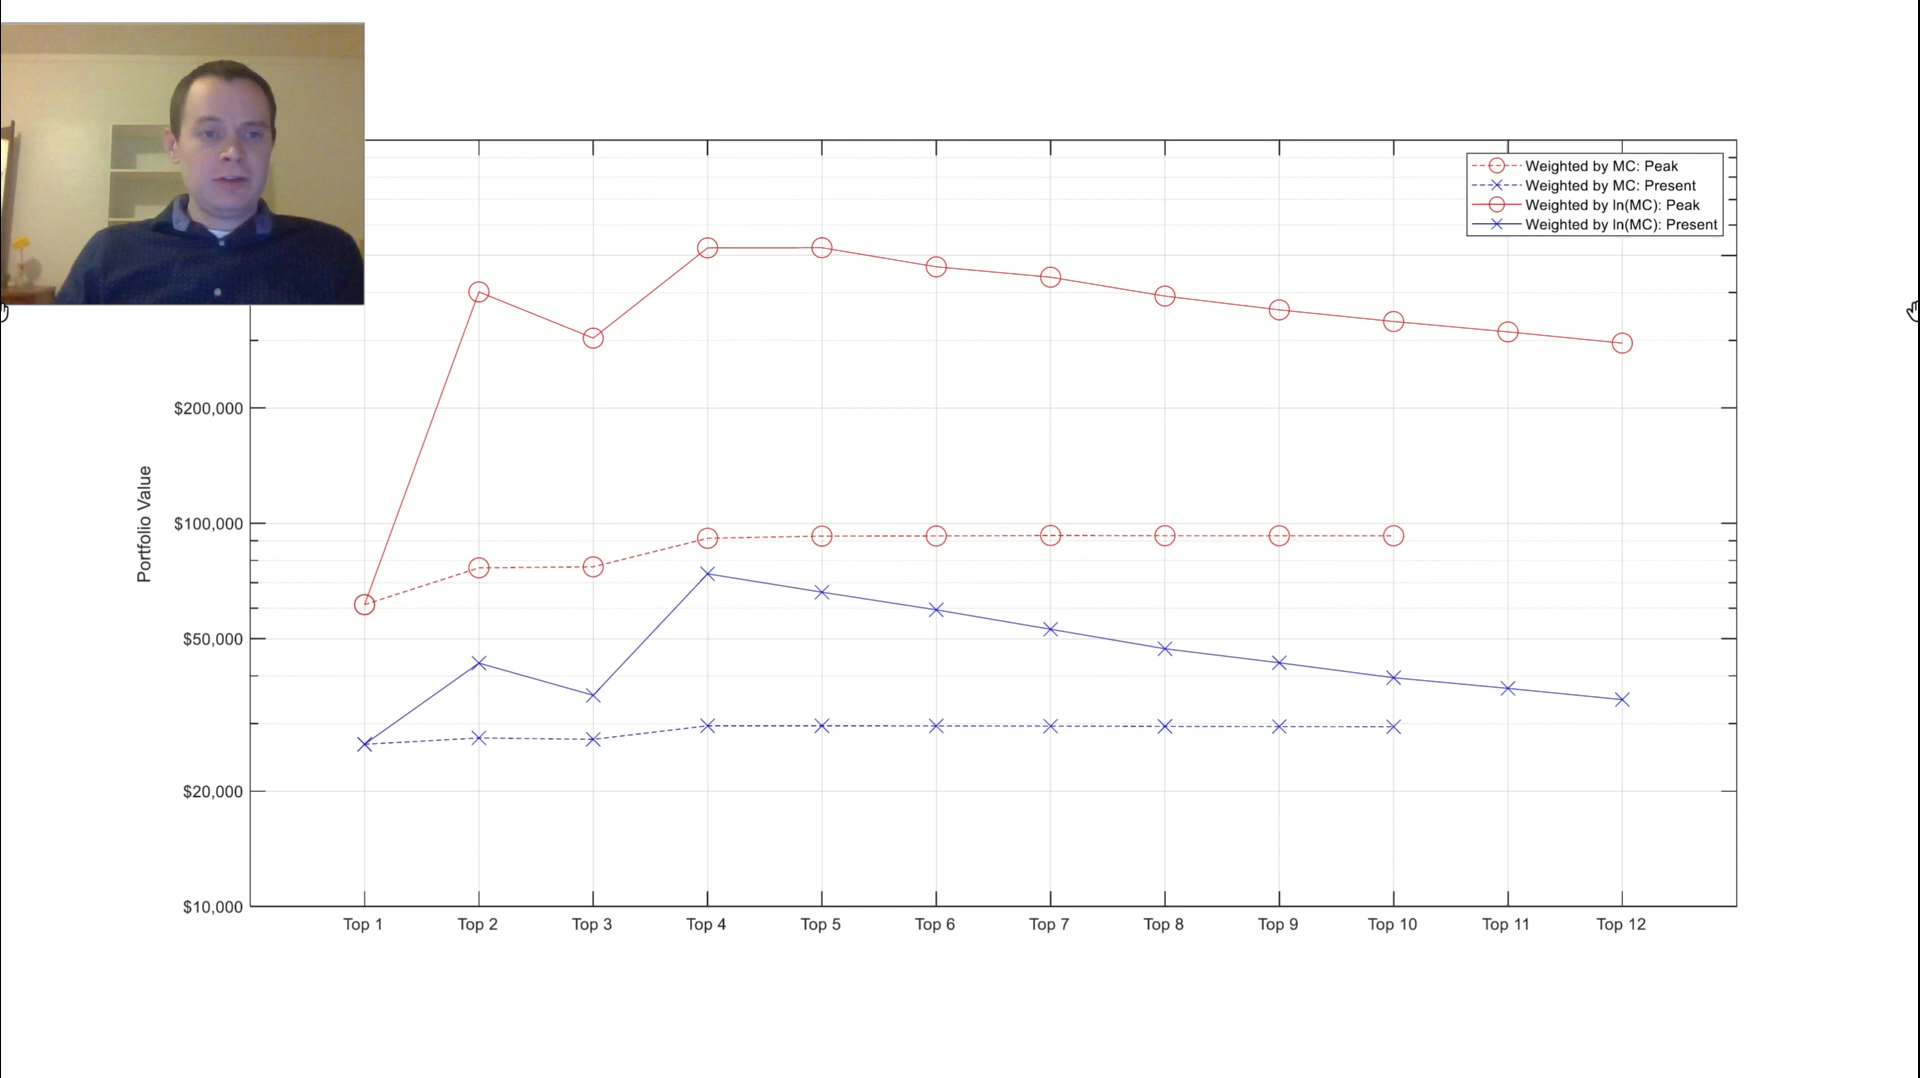 Weighted by MC: Peak
Weighted by MC: Present
Weighted by ln(MC): Peak
Weighted by ln(MC): Present
Portfolio Value
$200,000
$100,000
$50,000
$20,000
$10,000
Top 1 Top 2 Top 3 Top 4 Top 5 Top 6 Top 7 Top 8 Top 9 Top 10 Top 11 Top 12